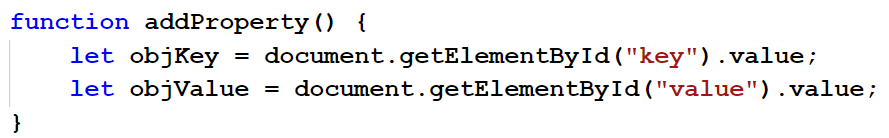 function addProperty() {
    let objKey = document.getElementById("key").value;
    let objValue = document.getElementById("value").value;
}